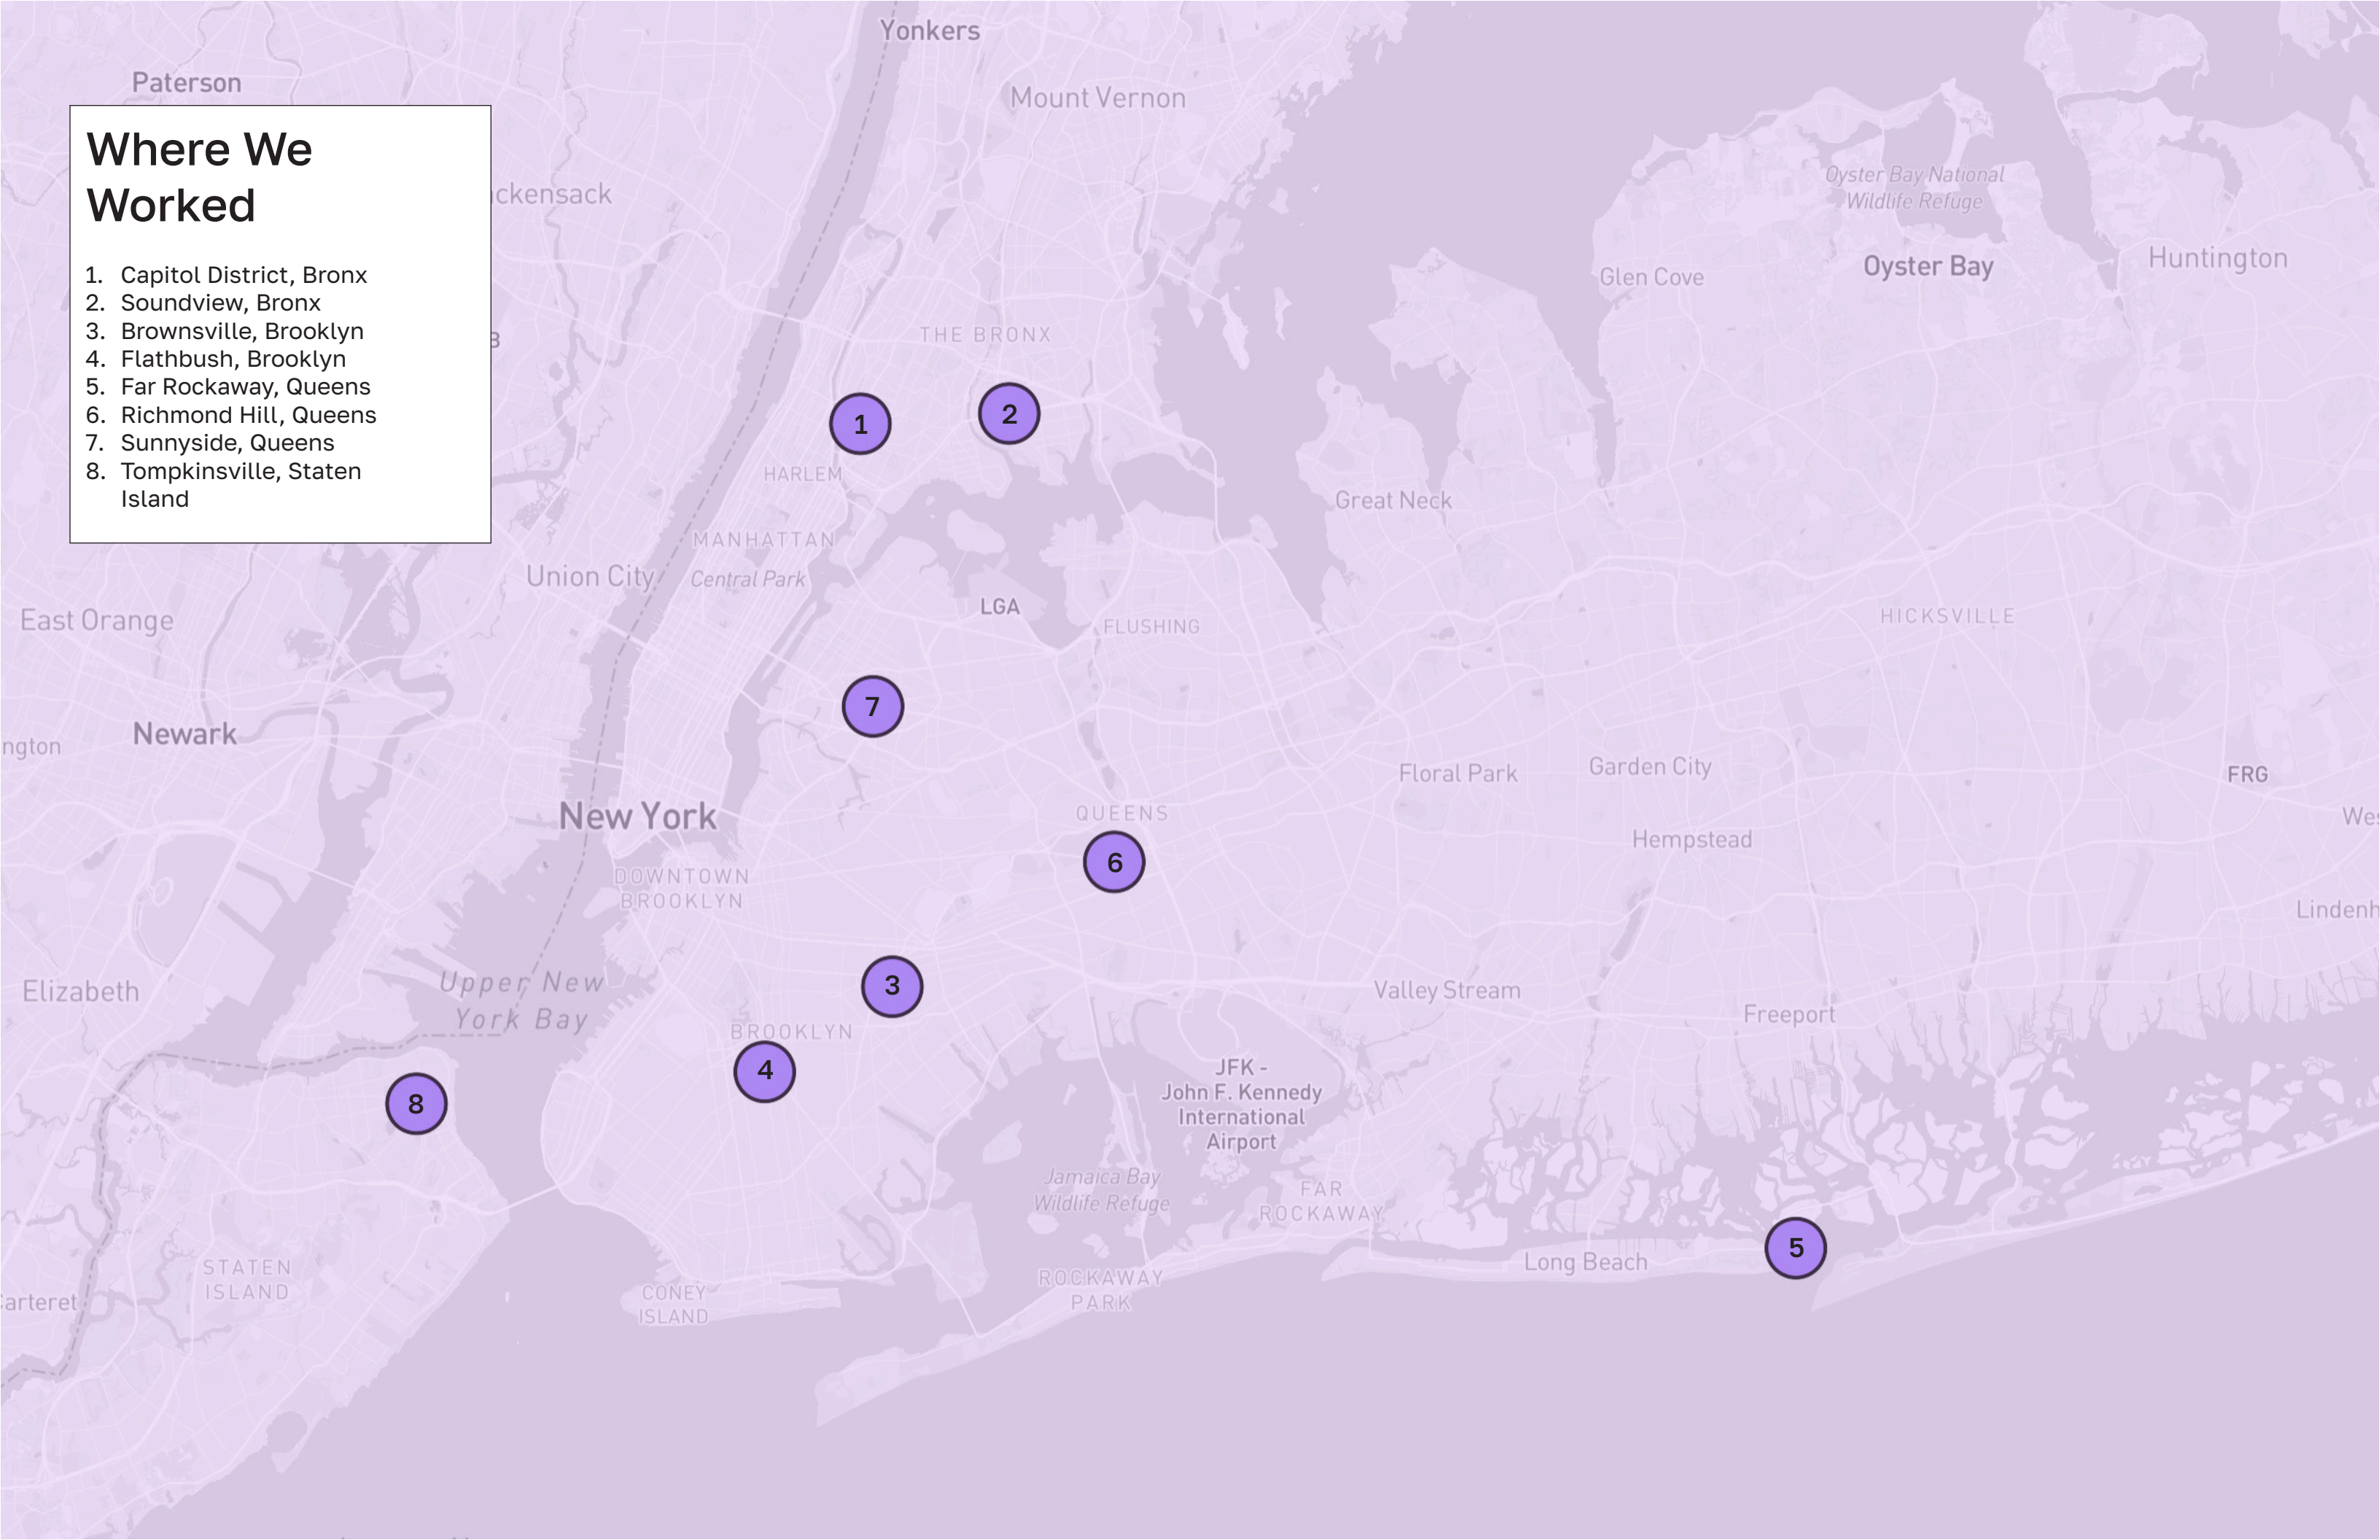 Yonkers
Paterson
Mount Vernon
Where We
Worked
ckensack
Oyster Bay National
Wildlife Refuge
Oyster Bay
Huntington
Glen Cove
1. Capitol District, Bronx
2. Soundview, Bronx
3. Brownsville, Brooklyn
4. Flathbush, Brooklyn
5. Far Rockaway, Queens
6. Richmond Hill, Queens
7. Sunnyside, Queens
8. Tompkinsville, Staten
Island
THE BRONX
1
2
HARLEM
Great Neck
MANHATTAN
Union City
Central Park
LGA
East Orange
FLUSHING
HICKSVILLE
7
Newark
ngton
Floral Park
Garden City
FRG
New York
QUEENS
Wes
Hempstead
6
DOWNTOWN
BROOKLYN
Lindenh
3
Elizabeth
Upper New
York Bay
Valley Stream
Freeport
BROOKLYN
4
JFK -
John F. Kennedy
International
Airport
8
Jamaica Bay
Wildlife Refuge
FAR
ROCKAWAY
5
Long Beach
STATEN
ISLAND
ROCKAWAY
PARK
CONEY
ISLAND
arteret